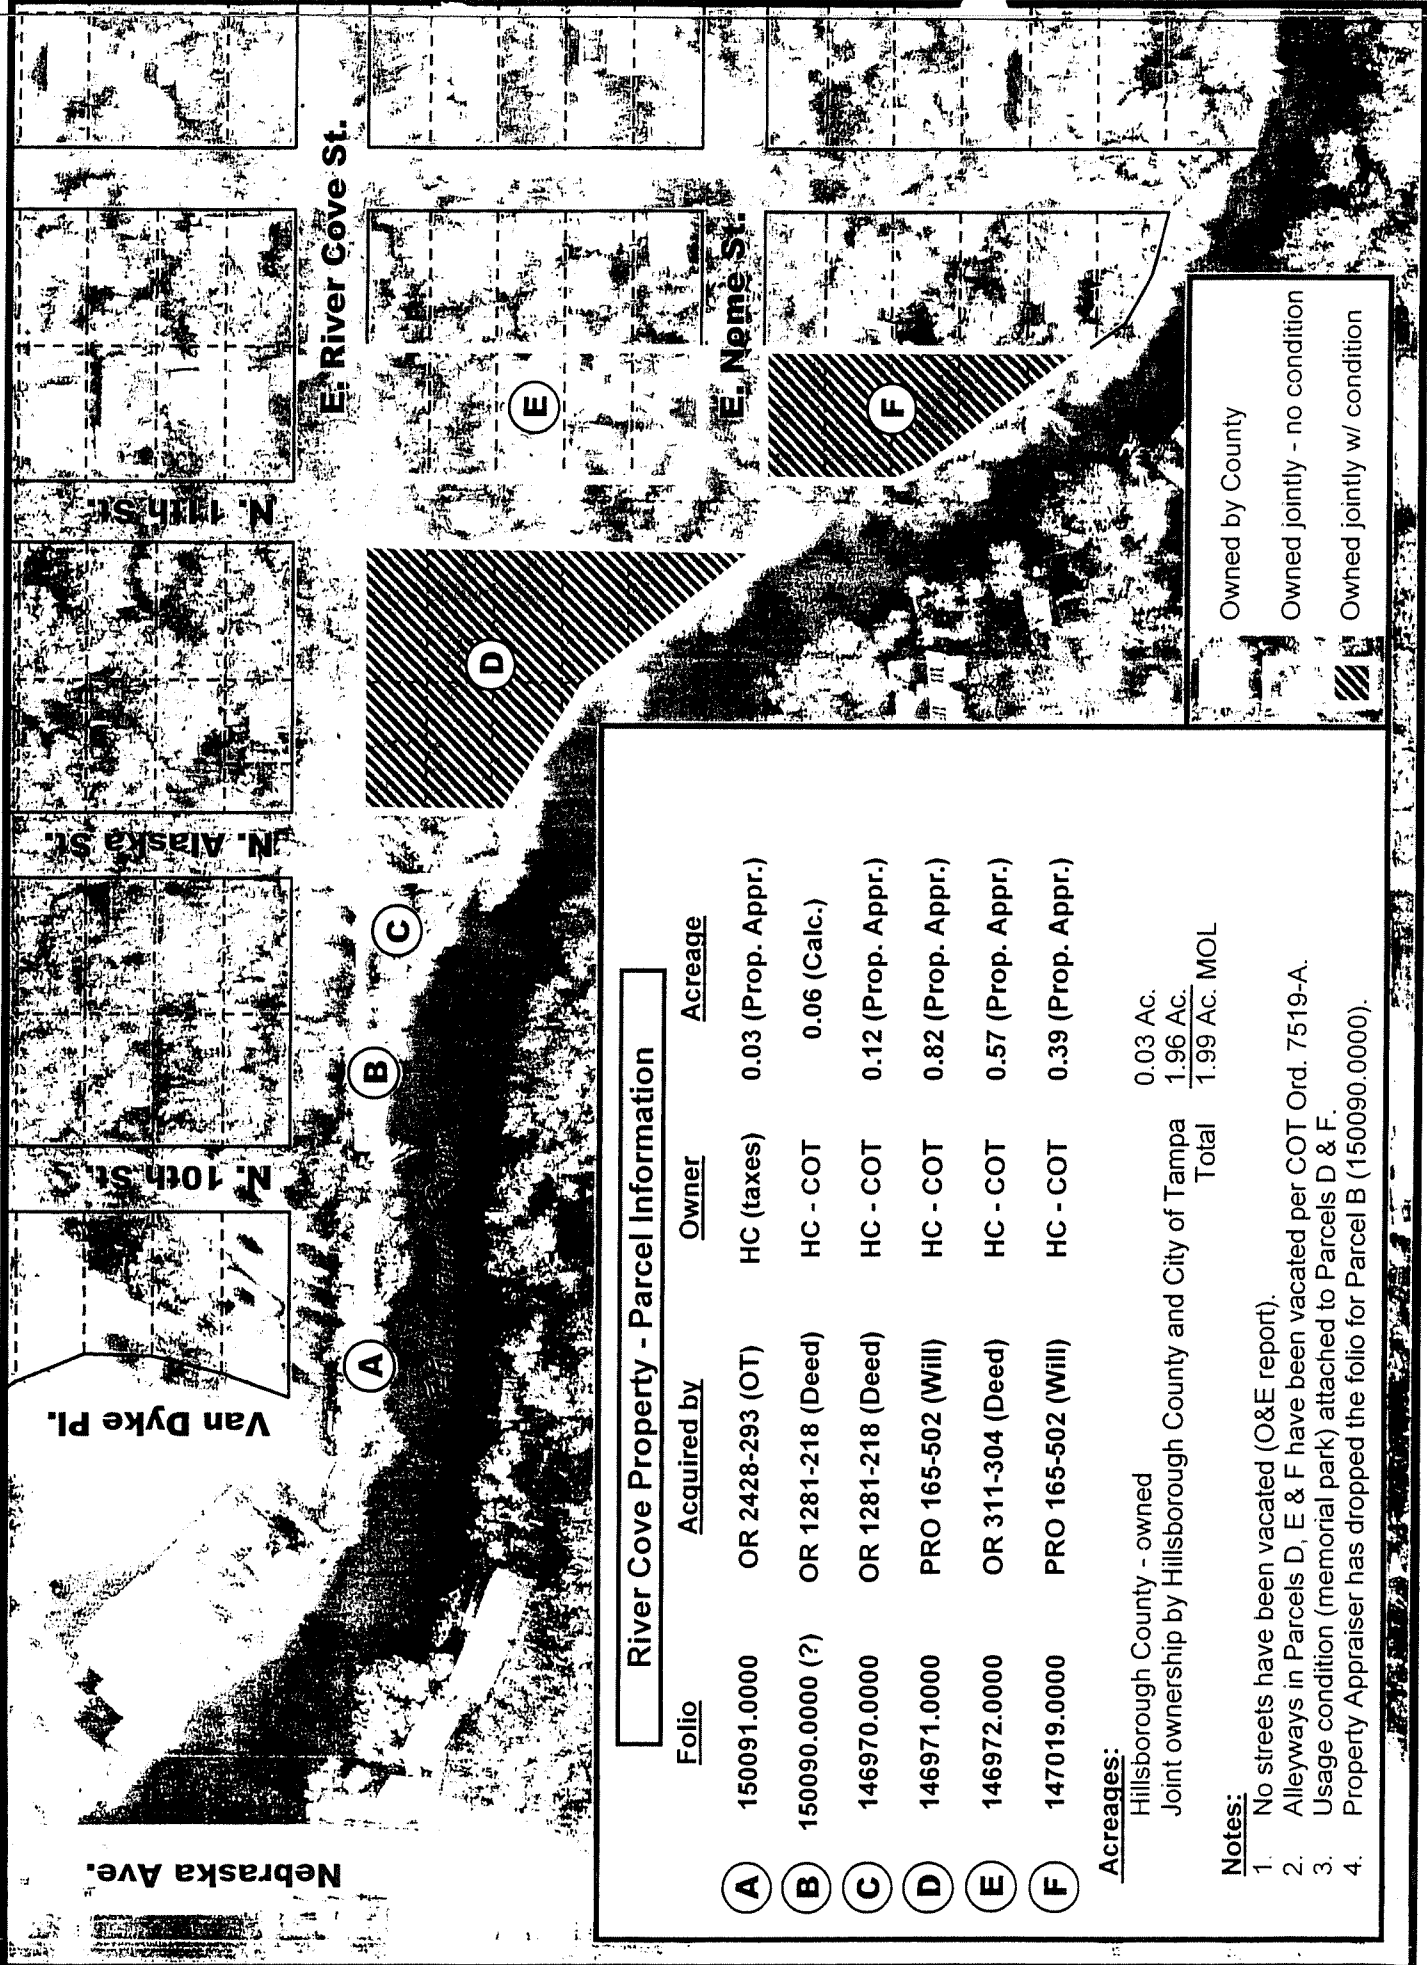 Nebraska Ave.
Van Dyke Pl.
N. 10th St.
N. Alaska St.
N. 11th St.
E. River Cove St.
E. Nome St.
A
B
C
D
E
F
River Cove Property - Parcel Information
Folio Acquired by Owner Acreage
A 150091.0000 OR 2428-293 (OT) HC (taxes) 0.03 (Prop. Appr.)
B 150090.0000 (?) OR 1281-218 (Deed) HC - COT 0.06 (Calc.)
C 146970.0000 OR 1281-218 (Deed) HC - COT 0.12 (Prop. Appr.)
D 146971.0000 PRO 165-502 (Will) HC - COT 0.82 (Prop. Appr.)
E 146972.0000 OR 311-304 (Deed) HC - COT 0.57 (Prop. Appr.)
F 147019.0000 PRO 165-502 (Will) HC - COT 0.39 (Prop. Appr.)
Acreages:
Hillsborough County - owned 0.03 Ac.
Joint ownership by Hillsborough County and City of Tampa 1.96 Ac.
Total 1.99 Ac. MOL
Notes:
1. No streets have been vacated (O&E report).
2. Alleyways in Parcels D, E & F have been vacated per COT Ord. 7519-A.
3. Usage condition (memorial park) attached to Parcels D & F.
4. Property Appraiser has dropped the folio for Parcel B (150090.0000).
Owned by County
Owned jointly - no condition
Owned jointly w/ condition